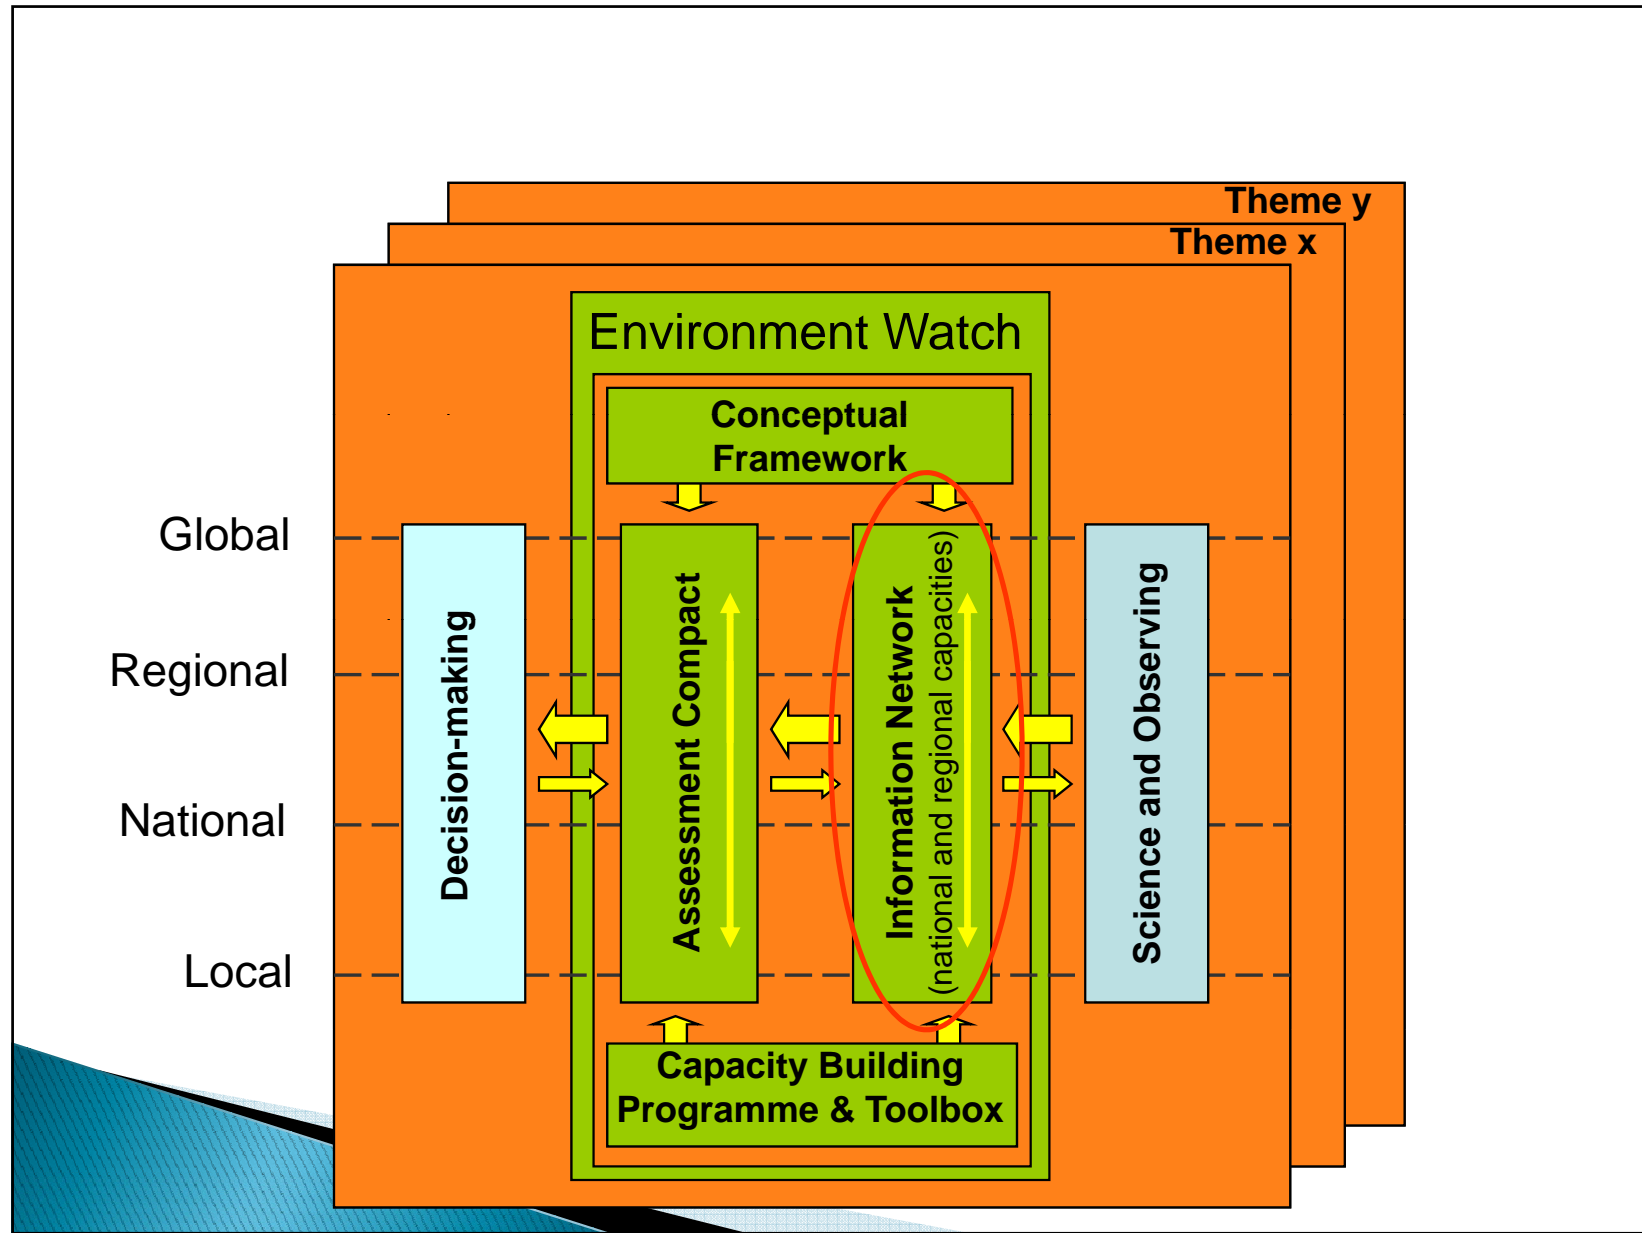 Theme y
Theme x
Environment Watch
Conceptual
Framework
Global
Regional
National
Local
Decision-making
Assessment Compact
Information Network
(national and regional capacities)
Science and Observing
Capacity Building
Programme & Toolbox